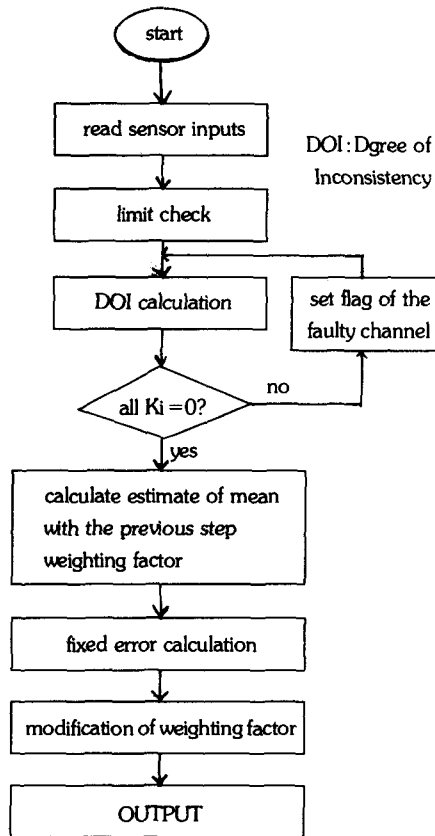 start
read sensor inputs
DOI : Dgree of
Inconsistency
limit check
DOI calculation
set flag of the
faulty channel
all Ki = 0?
no
yes
calculate estimate of mean
with the previous step
weighting factor
fixed error calculation
modification of weighting factor
OUTPUT